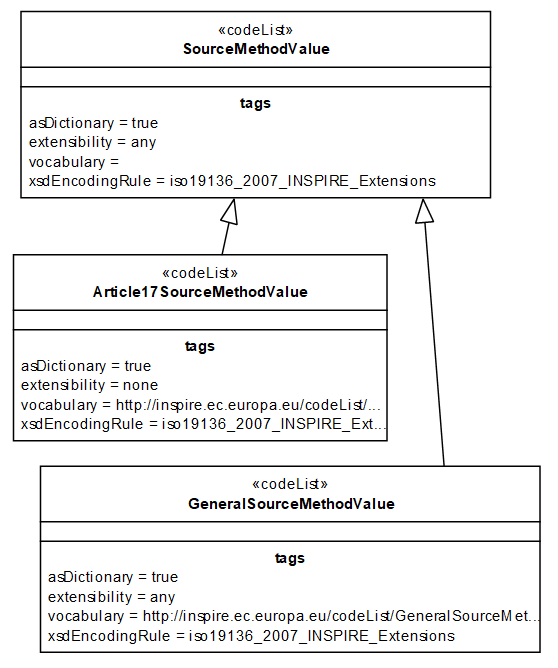 «codeList»
SourceMethodValue
tags
asDictionary = true
extensibility = any
vocabulary =
xsdEncodingRule = iso19136_2007_INSPIRE_Extensions
«codeList»
Article17SourceMethodValue
tags
asDictionary = true
extensibility = none
vocabulary = http://inspire.ec.europa.eu/codeList/...
xsdEncodingRule = iso19136_2007_INSPIRE_Ext...
«codeList»
GeneralSourceMethodValue
tags
asDictionary = true
extensibility = any
vocabulary = http://inspire.ec.europa.eu/codeList/GeneralSourceMet...
xsdEncodingRule = iso19136_2007_INSPIRE_Extensions